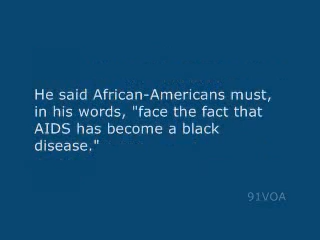 He said African-Americans must,
in his words, "face the fact that
AIDS has become a black
disease."
91VOA